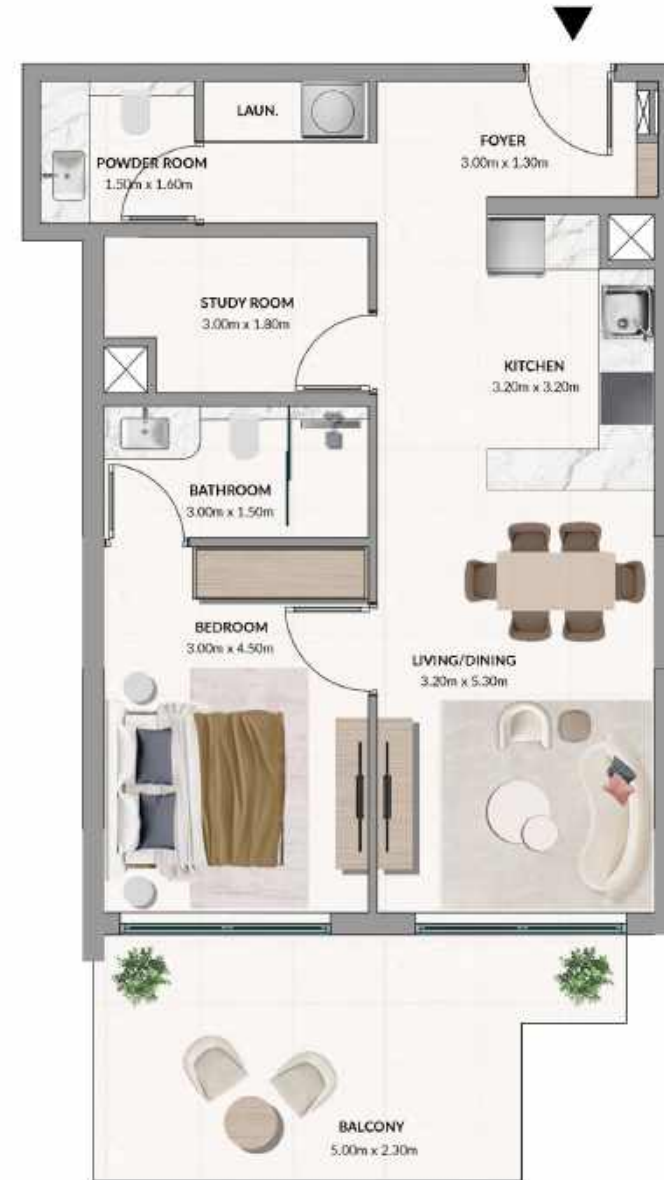 LAUN.
FOYER
3.00m x 1.30m
POWDER ROOM
1.50m x 1.60m
STUDY ROOM
3.00m x 1.80m
KITCHEN
3.20m x 3.20m
BATHROOM
3.00m x 1.50m
BEDROOM
3.00m x 4.50m
LIVING/DINING
3.20m x 5.30m
BALCONY
5.00m x 2.30m